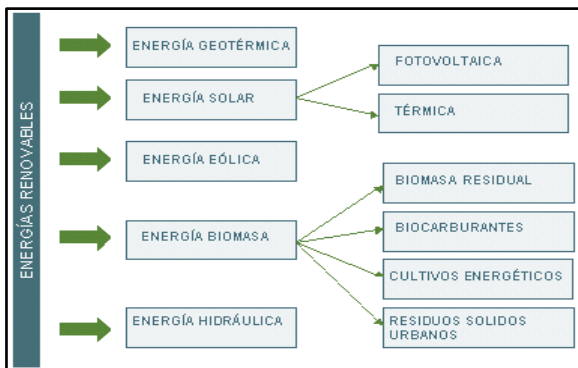 ENERGÍAS RENOVABLES
ENERGÍA GEOTÉRMICA
ENERGÍA SOLAR
FOTOVOLTAICA
TÉRMICA
ENERGÍA EÓLICA
ENERGÍA BIOMASA
BIOMASA RESIDUAL
BIOCARBURANTES
CULTIVOS ENERGÉTICOS
RESIDUOS SOLIDOS
URBANOS
ENERGÍA HIDRÁULICA